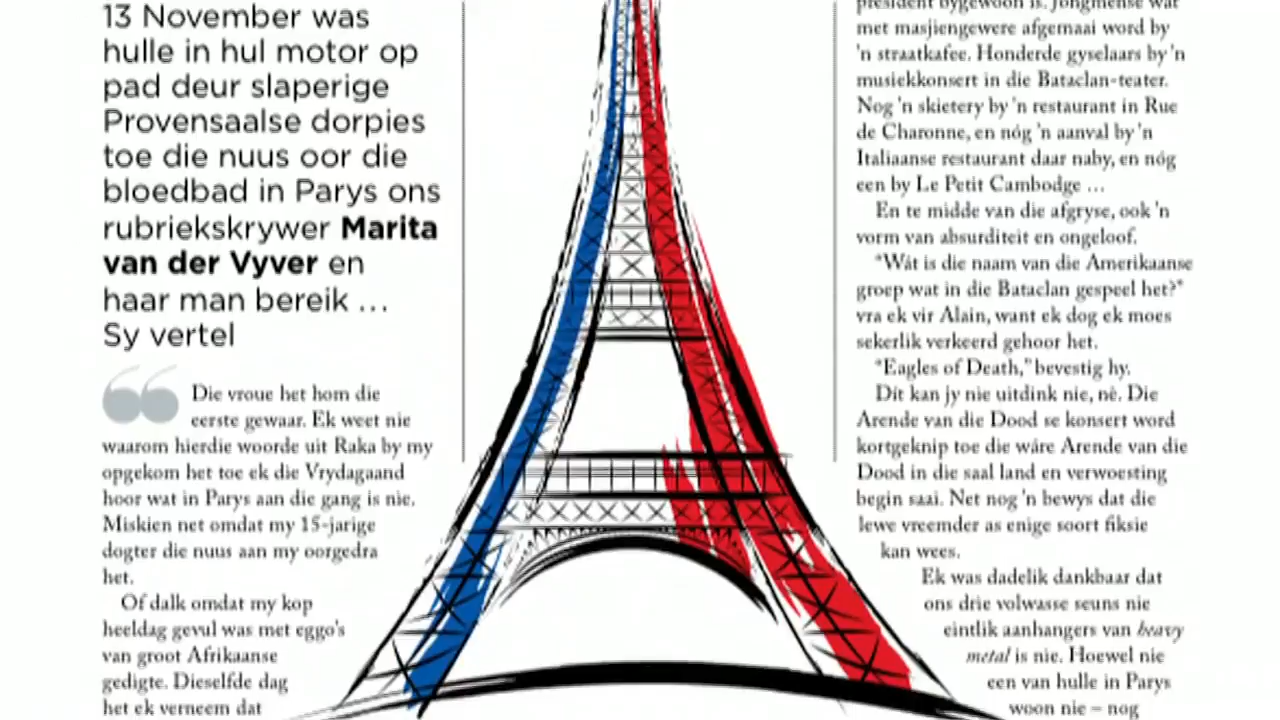 13 November was
hulle in hul motor op
pad deur slaperige
Provensaalse dorpies
toe die nuus oor die
bloedbad in Parys ons
rubriekskrywer Marita
van der Vyver en
haar man bereik …
Sy vertel
“ Die vroue het hom die
eerste gewaar. Ek weet nie
waarom hierdie woorde uit Raka by my
opgekom het toe ek die Vrydagaand
hoor wat in Parys aan die gang is nie.
Miskien net omdat my 15-jarige
dogter die nuus aan my oorgedra
het.
Of dalk omdat my kop
heeldag gevul was met eggo's
van groot Afrikaanse
gedigte. Dieselfde dag
het ek verneem dat
president bygewoon is. Jongmense wat
met masjiengewere afgemaai word by
'n straatkafee. Honderde gyselaars by 'n
musiekkonsert in die Bataclan-teater.
Nog 'n skietery by 'n restaurant in Rue
de Charonne, en nóg 'n aanval by 'n
Italiaanse restaurant daar naby, en nóg
een by Le Petit Cambodge …
En te midde van die afgryse, ook 'n
vorm van absurditeit en ongeloof.
“Wát is die naam van die Amerikaanse
groep wat in die Bataclan gespeel het?”
vra ek vir Alain, want ek dog ek moes
sekerlik verkeerd gehoor het.
“Eagles of Death,” bevestig hy.
Dít kan jy nie uitdink nie, nè. Die
Arende van die Dood se konsert word
kortgeknip toe die wáre Arende van die
Dood in die saal land en verwoesting
begin saai. Net nog 'n bewys dat die
lewe vreemder as enige soort fiksie
kan wees.
Ek was dadelik dankbaar dat
ons drie volwasse seuns nie
eintlik aanhangers van heavy
metal is nie. Hoewel nie
een van hulle in Parys
woon nie – nog